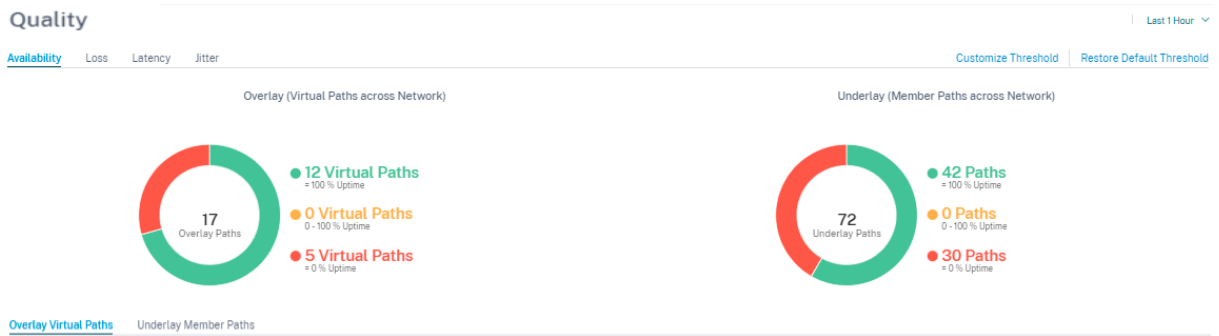 Quality
Last 1 Hour
Availability Loss Latency Jitter
Customize Threshold Restore Default Threshold
Overlay (Virtual Paths across Network)
Underlay (Member Paths across Network)
17
Overlay Paths
12 Virtual Paths
= 100 % Uptime
0 Virtual Paths
0 - 100 % Uptime
5 Virtual Paths
= 0 % Uptime
72
Underlay Paths
42 Paths
= 100 % Uptime
0 Paths
0 - 100 % Uptime
30 Paths
= 0 % Uptime
Overlay Virtual Paths Underlay Member Paths